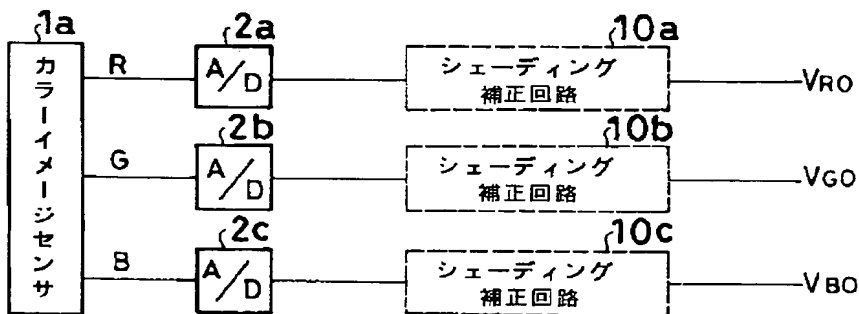 1a
カラーイメージセンサ
R
2a
A/D
10a
シェーディング
補正回路
VRO
G
2b
A/D
10b
シェーディング
補正回路
VGO
B
2c
A/D
10c
シェーディング
補正回路
VBO